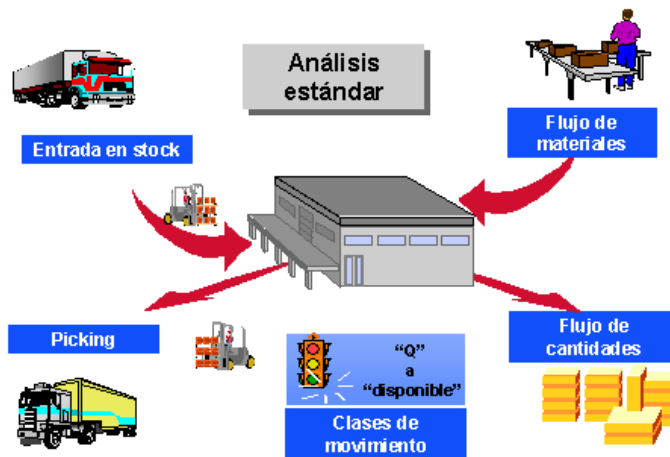 Análisis
estándar
Entrada en stock
Flujo de
materiales
Picking
“Q”
a
“disponible”
Clases de
movimiento
Flujo de
cantidades